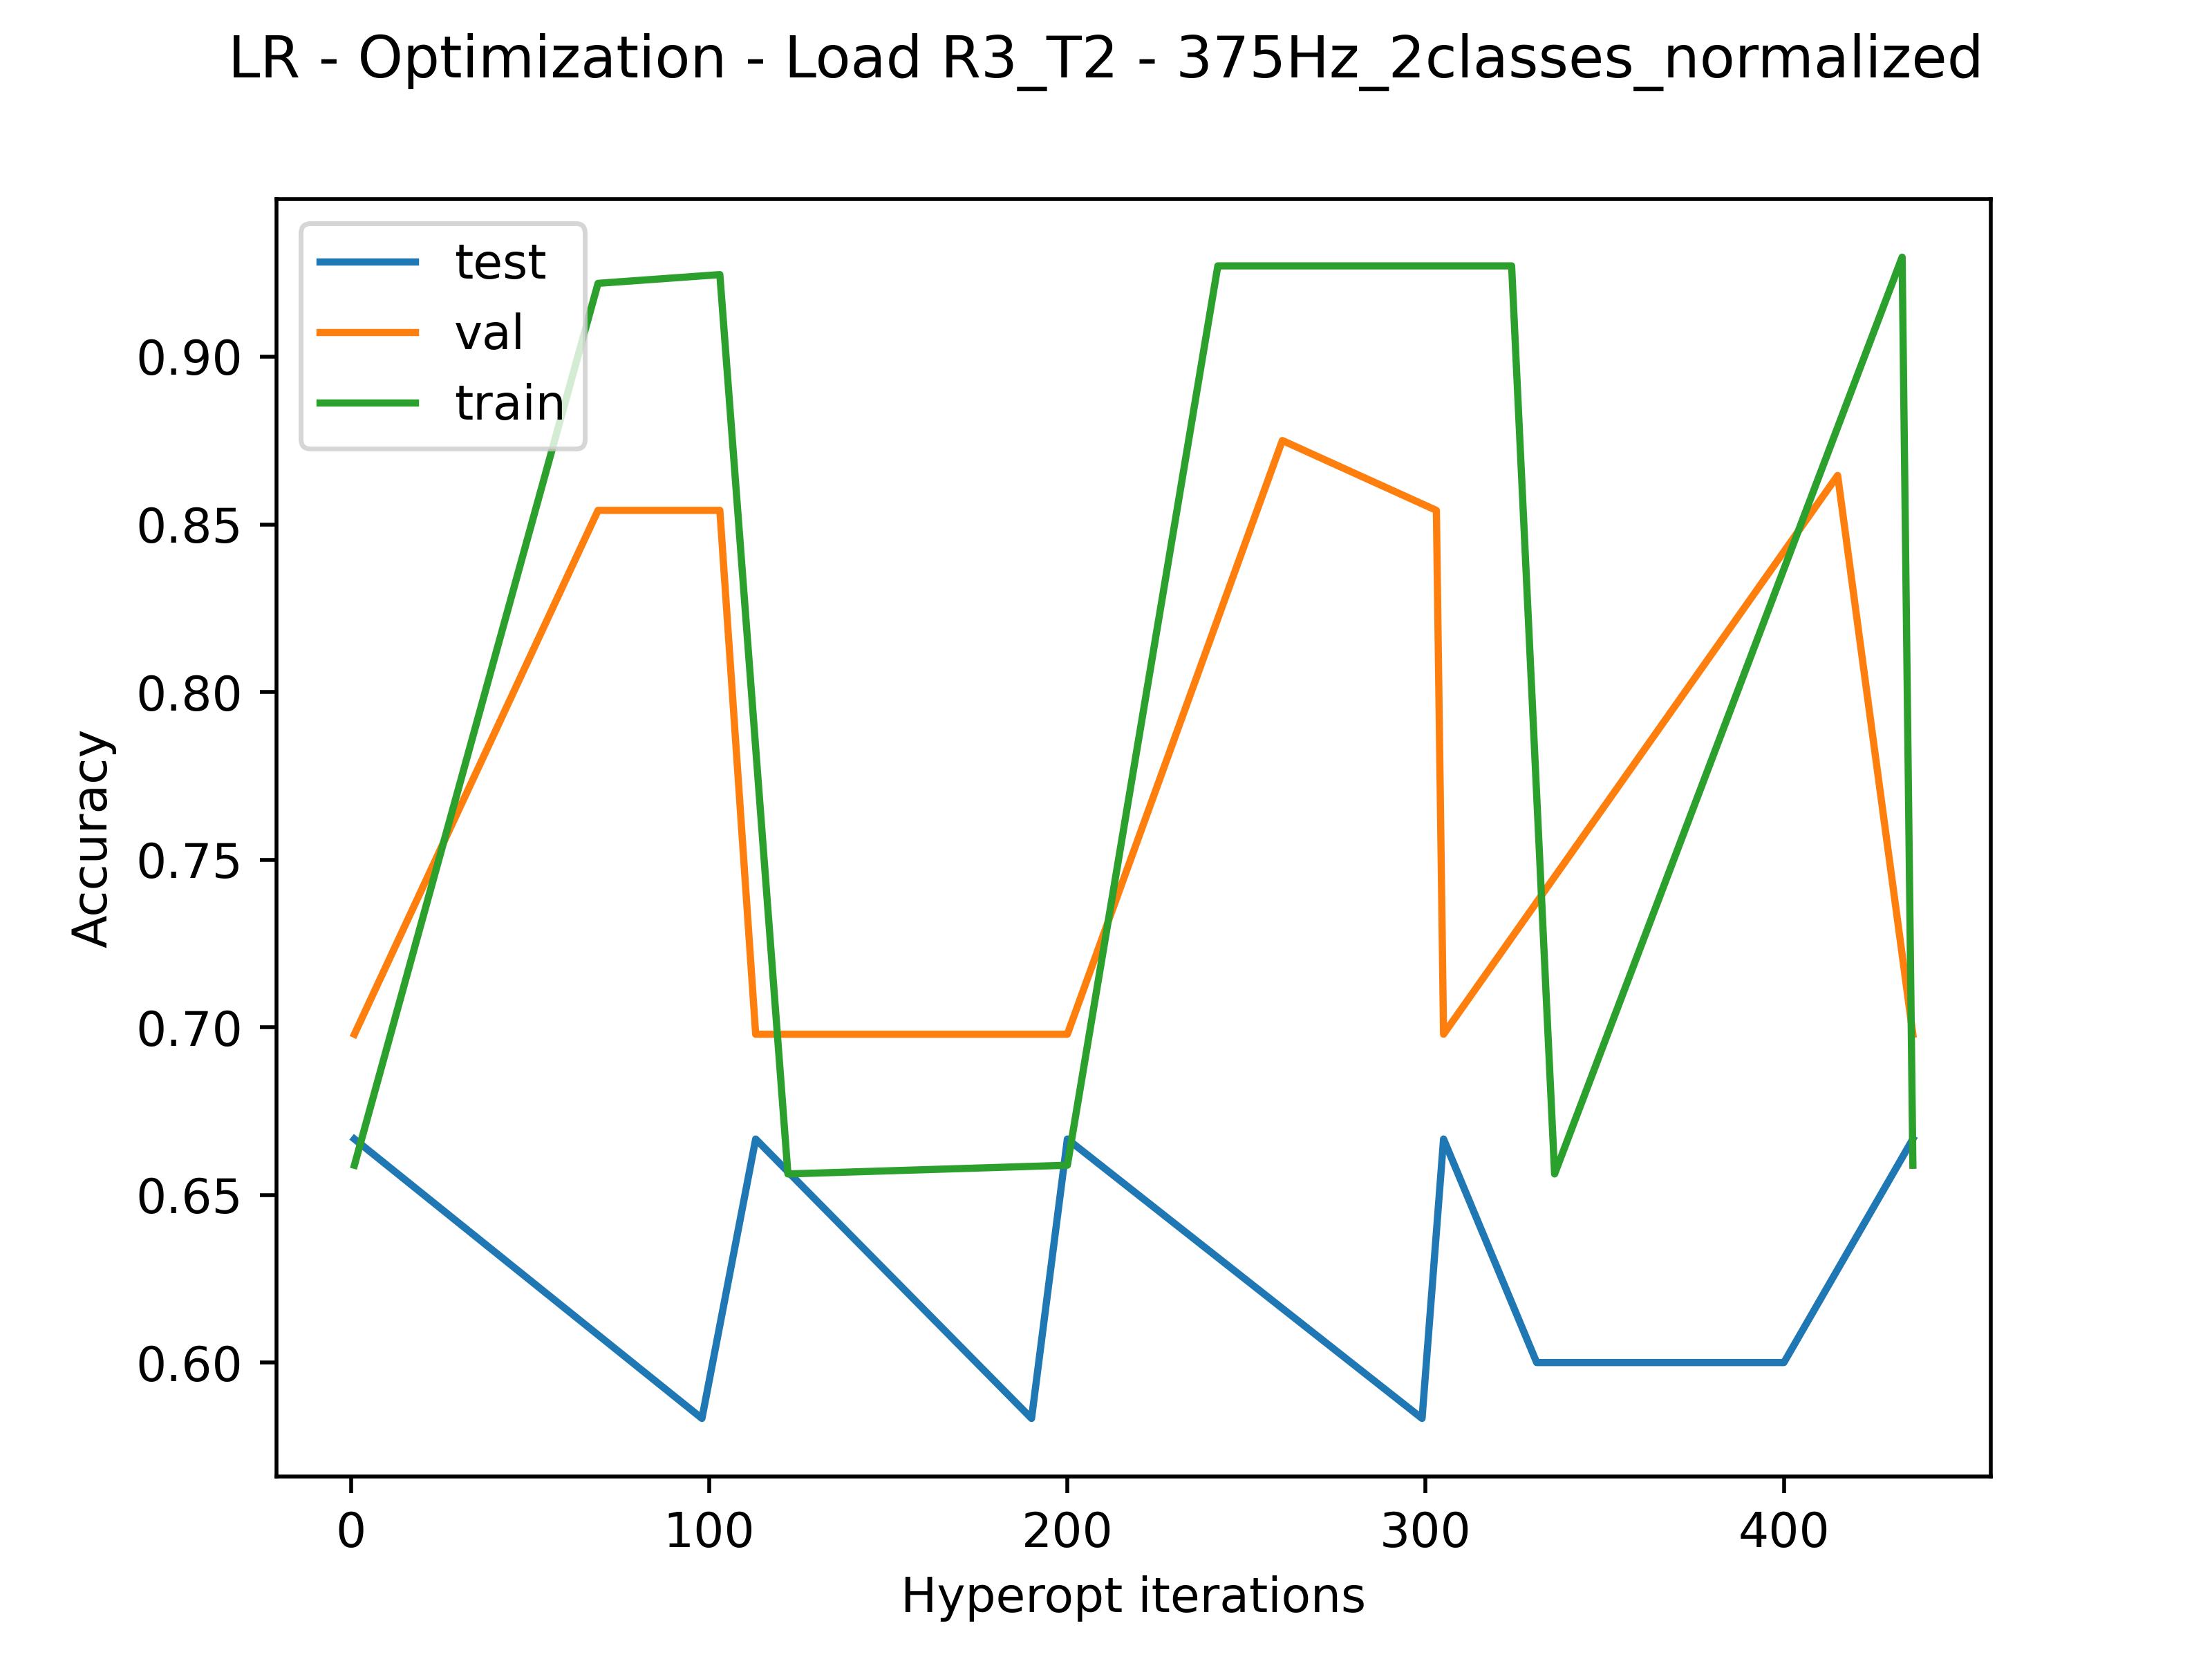 LR - Optimization - Load R3_T2 - 375Hz_2classes_normalized
test
val
train
0.90
0.85
0.80
0.75
0.70
0.65
0.60
Accuracy
0 100 200 300 400
Hyperopt iterations